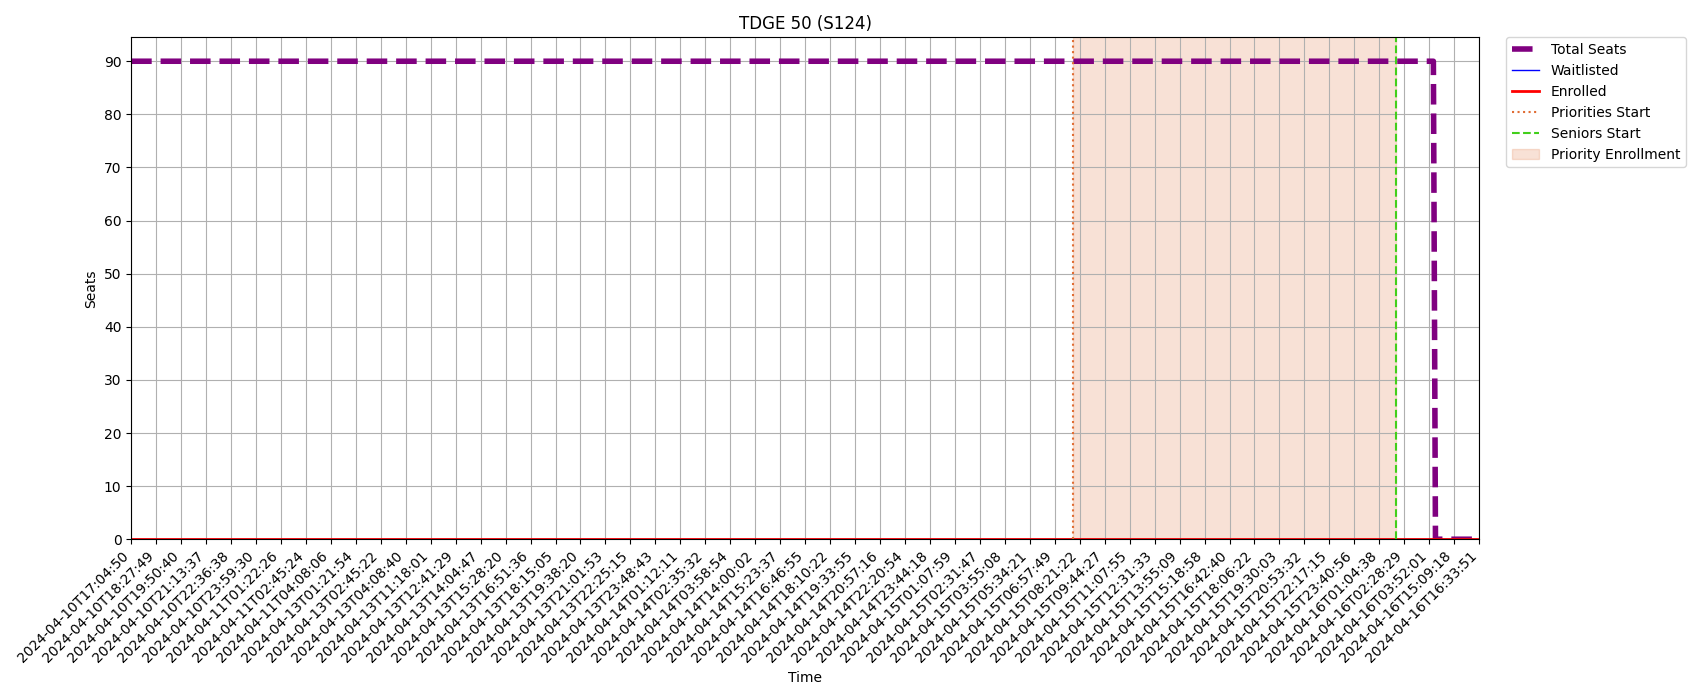 TDGE 50 (S124)
Total Seats
Waitlisted
Enrolled
Priorities Start
Seniors Start
Priority Enrollment
Seats
90
80
70
60
50
40
30
20
10
0
2024-04-10T17:04:50
2024-04-10T18:27:49
2024-04-10T19:50:40
2024-04-10T21:13:37
2024-04-10T22:36:38
2024-04-10T23:59:30
2024-04-11T01:22:26
2024-04-11T02:45:24
2024-04-11T04:08:06
2024-04-13T01:21:54
2024-04-13T02:45:22
2024-04-13T04:08:40
2024-04-13T11:18:01
2024-04-13T12:41:29
2024-04-13T14:04:47
2024-04-13T15:28:20
2024-04-13T16:51:36
2024-04-13T18:15:05
2024-04-13T19:38:20
2024-04-13T21:01:53
2024-04-13T22:25:15
2024-04-13T23:48:43
2024-04-14T01:12:11
2024-04-14T02:35:32
2024-04-14T03:58:54
2024-04-14T14:00:02
2024-04-14T15:23:37
2024-04-14T16:46:55
2024-04-14T18:10:22
2024-04-14T19:33:55
2024-04-14T20:57:16
2024-04-14T22:20:54
2024-04-14T23:44:18
2024-04-15T01:07:59
2024-04-15T02:31:47
2024-04-15T03:55:08
2024-04-15T05:34:21
2024-04-15T06:57:49
2024-04-15T08:21:22
2024-04-15T09:44:27
2024-04-15T11:07:55
2024-04-15T12:31:33
2024-04-15T13:55:09
2024-04-15T15:18:58
2024-04-15T16:42:40
2024-04-15T18:06:22
2024-04-15T19:30:03
2024-04-15T20:53:32
2024-04-15T22:17:15
2024-04-15T23:40:56
2024-04-16T01:04:38
2024-04-16T02:28:29
2024-04-16T03:52:01
2024-04-16T15:09:18
2024-04-16T16:33:51
Time